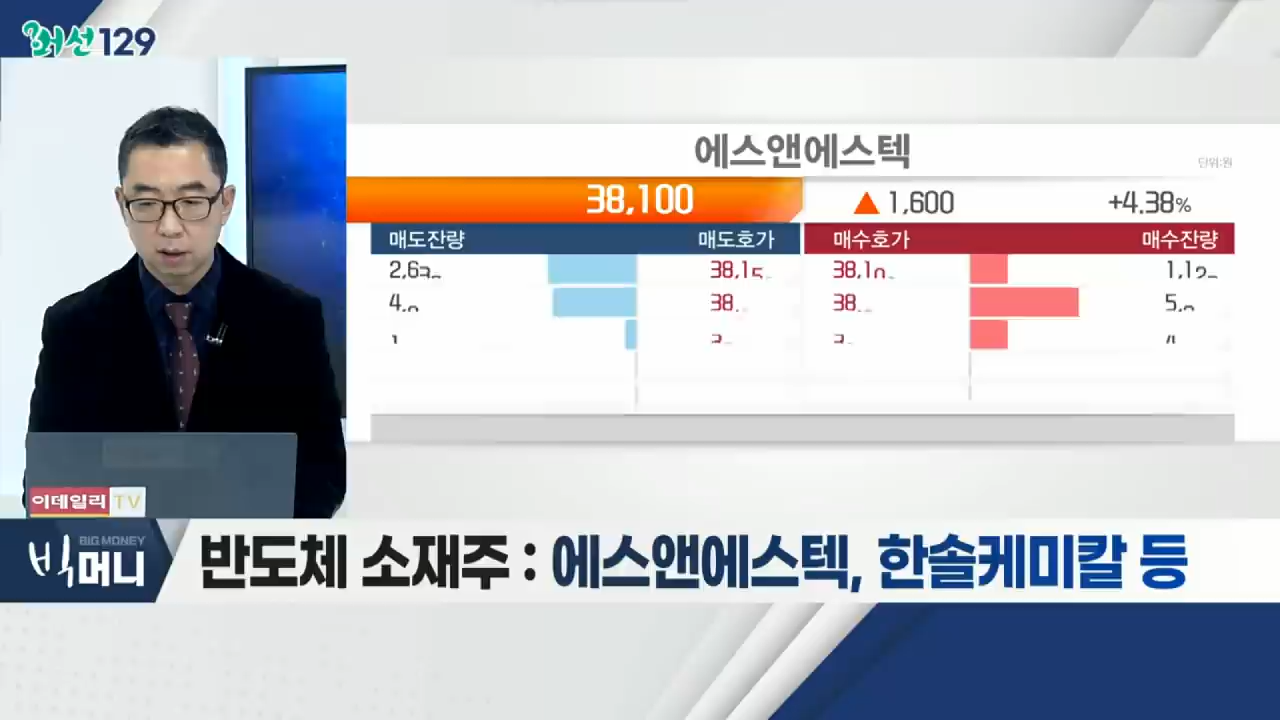 머선129
에스앤에스텍
단위:원
38,100 ▲ 1,600 +4.38%
매도잔량 매도호가 매수호가 매수잔량
이데일리TV
BIG MONEY
빅머니
반도체 소재주 : 에스앤에스텍, 한솔케미칼 등